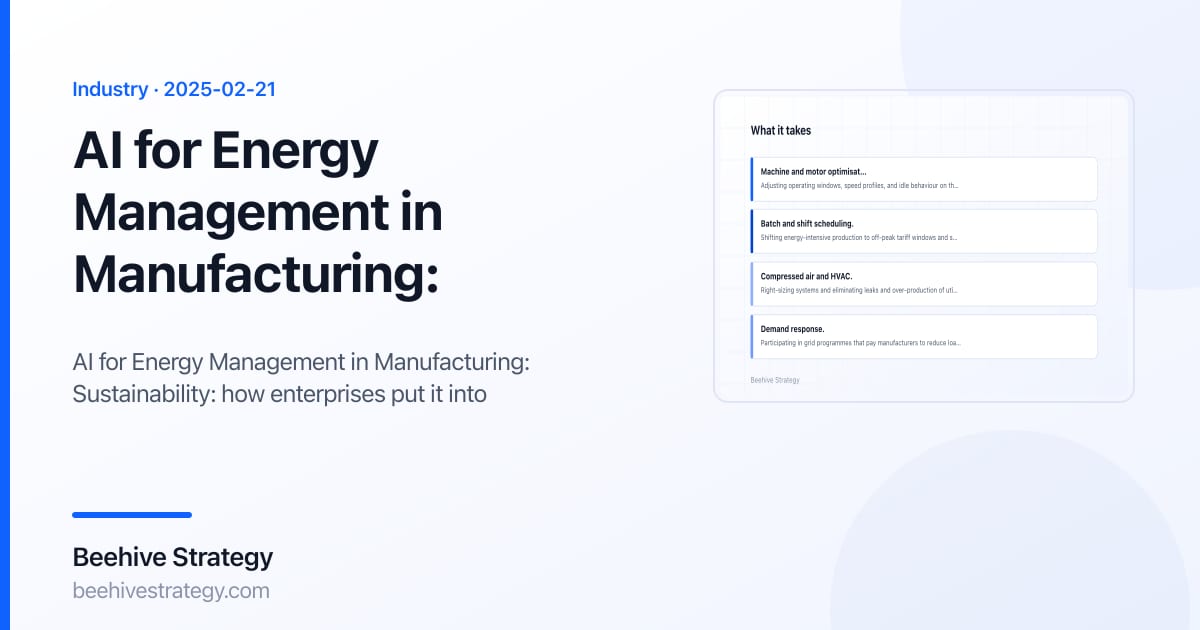 Industry · 2025-02-21
AI for Energy
Management in
Manufacturing:
AI for Energy Management in Manufacturing:
Sustainability: how enterprises put it into
Beehive Strategy
beehivestrategy.com
What it takes
Machine and motor optimisat...
Adjusting operating windows, speed profiles, and idle behaviour on th...
Batch and shift scheduling.
Shifting energy-intensive production to off-peak tariff windows and s...
Compressed air and HVAC.
Right-sizing systems and eliminating leaks and over-production of uti...
Demand response.
Participating in grid programmes that pay manufacturers to reduce loa...
Beehive Strategy